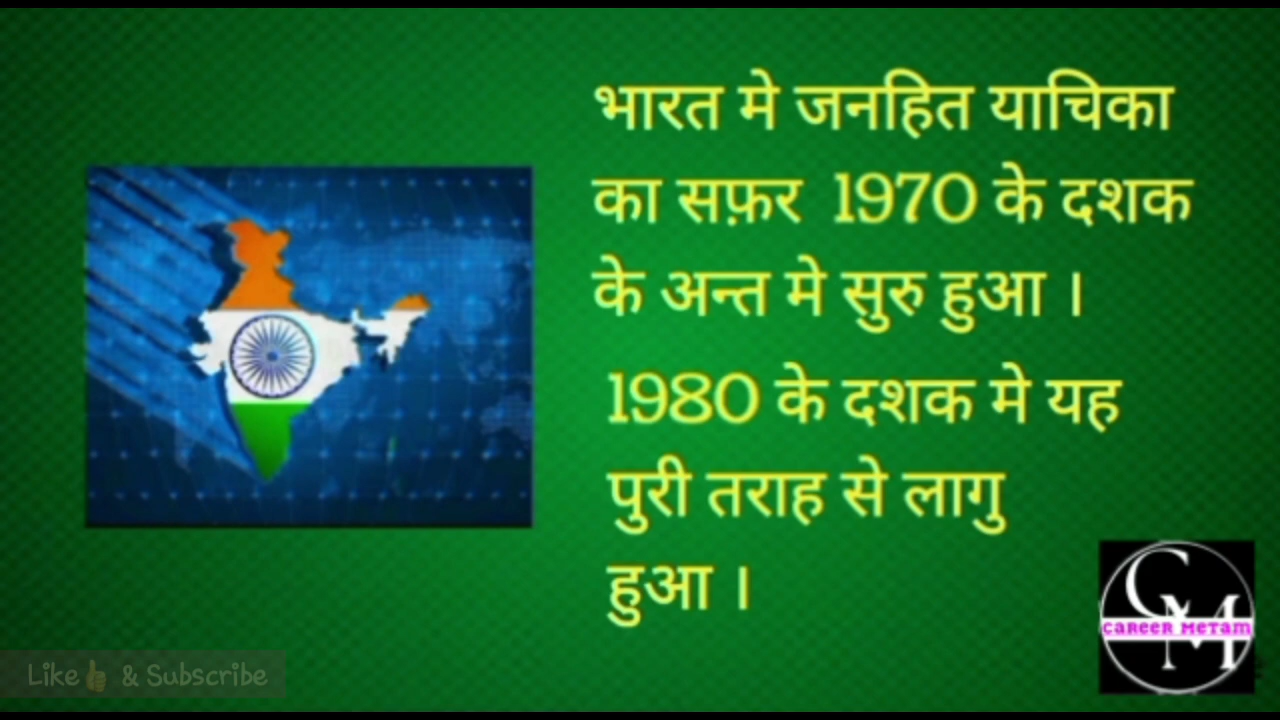 भारत मे जनहित याचिका
का सफ़र 1970 के दशक
के अन्त मे सुरु हुआ ।
1980 के दशक मे यह
पुरी तराह से लागु
हुआ ।
CM
CAREER METAM
Like👍 & Subscribe